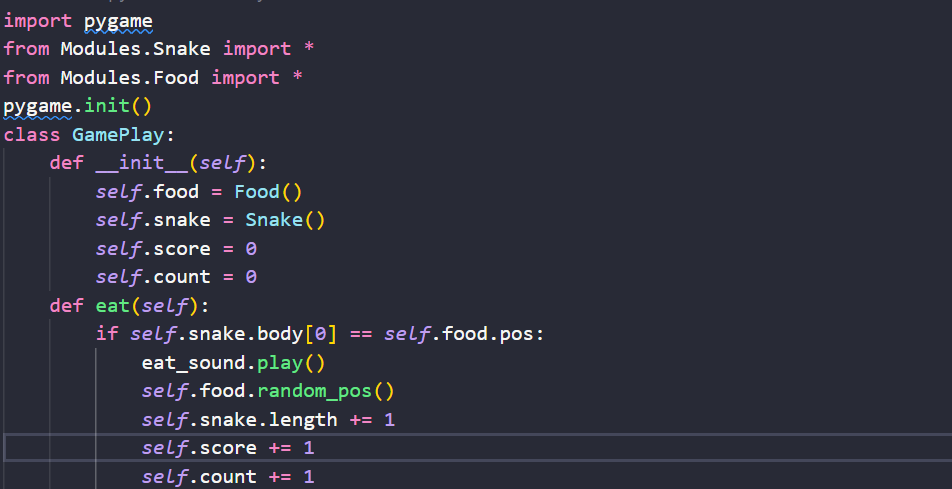 import pygame
from Modules.Snake import *
from Modules.Food import *
pygame.init()
class GamePlay:
    def __init__(self):
        self.food = Food()
        self.snake = Snake()
        self.score = 0
        self.count = 0
    def eat(self):
        if self.snake.body[0] == self.food.pos:
            eat_sound.play()
            self.food.random_pos()
            self.snake.length += 1
            self.score += 1
            self.count += 1